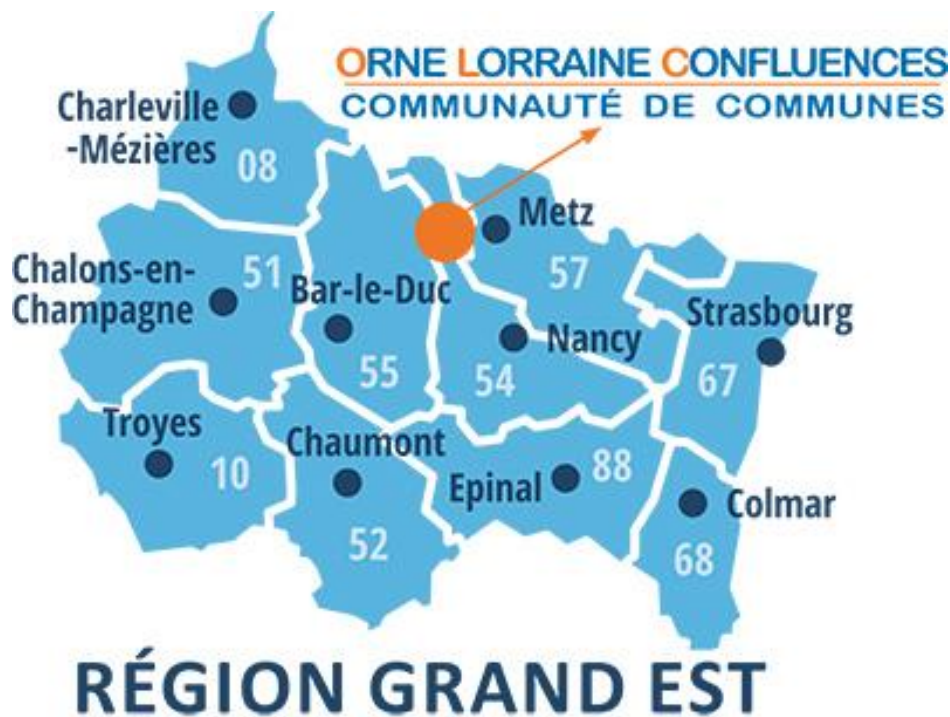 ORNE LORRAINE CONFLUENCES
COMMUNAUTÉ DE COMMUNES
Charleville
-Mézières
08
Metz
Chalons-en-
Champagne
51
Bar-le-Duc
57
Strasbourg
Nancy
55
54
67
Troyes
10
Chaumont
52
Epinal
88
Colmar
68
RÉGION GRAND EST